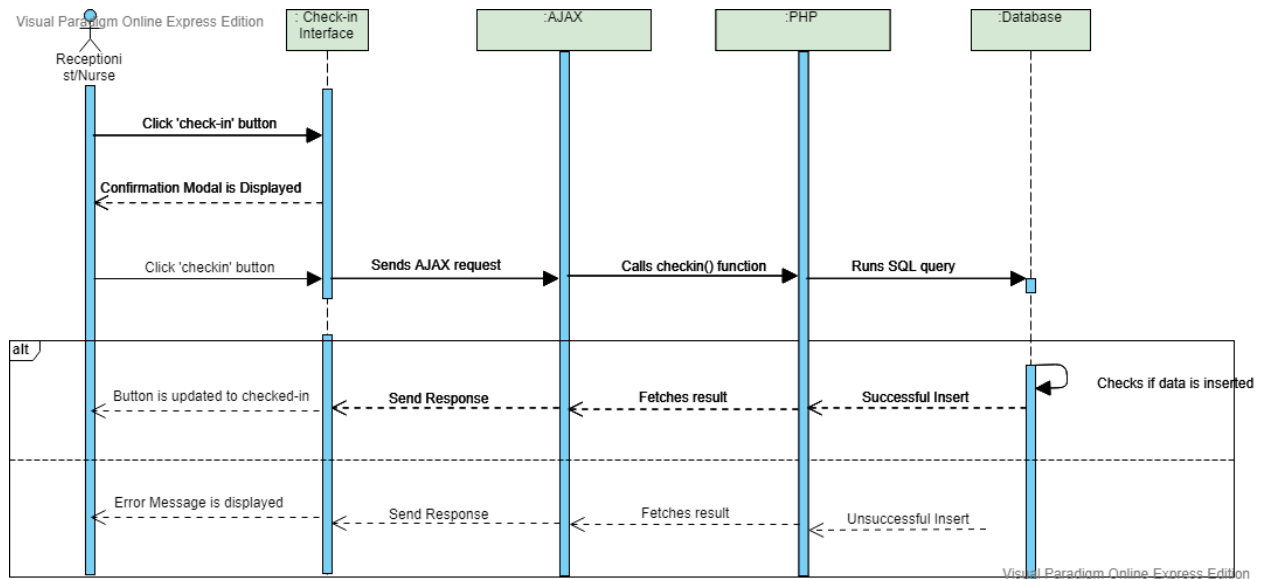 Visual Paradigm Online Express Edition
: Check-in
Interface
:AJAX
:PHP
:Database
Receptioni
st/Nurse
Click 'check-in' button
Confirmation Modal is Displayed
Click 'checkin' button
Sends AJAX request
Calls checkin() function
Runs SQL query
alt
Checks if data is inserted
Button is updated to checked-in
Send Response
Fetches result
Successful Insert
Error Message is displayed
Send Response
Fetches result
Unsuccessful Insert
Visual Paradigm Online Express Edition